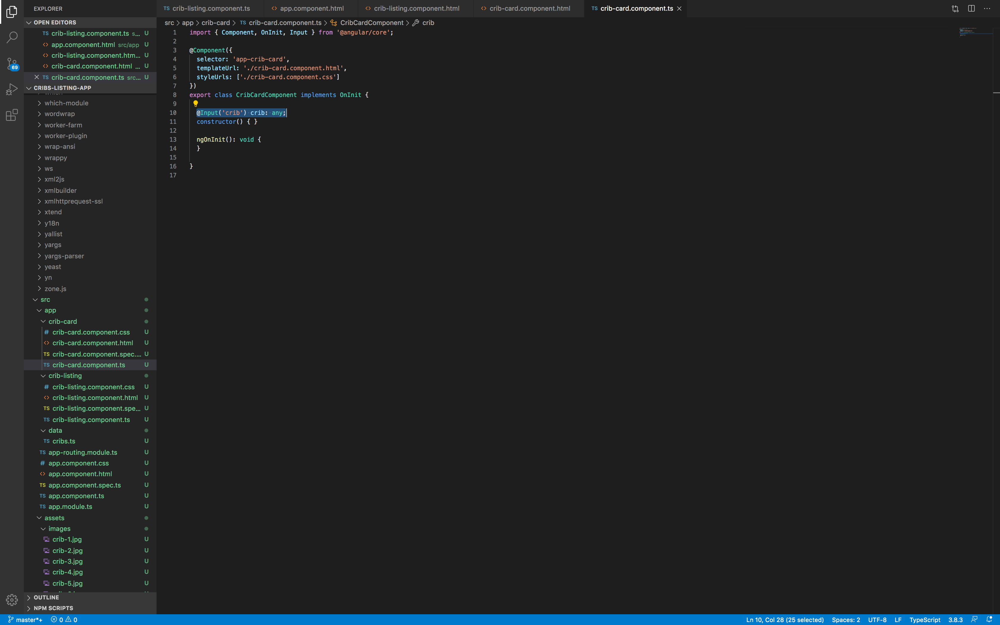 EXPLORER
OPEN EDITORS
TS crib-listing.component.ts s... U
<> app.component.html src/app U
<> crib-listing.component.htm... U
<> crib-card.component.html ... U
TS crib-card.component.ts src... U
CRIBS-LISTING-APP
which-module
wordwrap
worker-farm
worker-plugin
wrap-ansi
wrappy
ws
xml2js
xmlbuilder
xmlhttprequest-ssl
xtend
y18n
yallist
yargs
yargs-parser
yeast
yn
zone.js
src
app
crib-card
# crib-card.component.css U
<> crib-card.component.html U
TS crib-card.component.spec.... U
TS crib-card.component.ts U
crib-listing
# crib-listing.component.css U
<> crib-listing.component.html U
TS crib-listing.component.spe... U
TS crib-listing.component.ts U
data
TS cribs.ts U
TS app-routing.module.ts U
# app.component.css U
<> app.component.html U
TS app.component.spec.ts U
TS app.component.ts U
TS app.module.ts U
assets
images
crib-1.jpg U
crib-2.jpg U
crib-3.jpg U
crib-4.jpg U
crib-5.jpg U
OUTLINE
NPM SCRIPTS
69
TS crib-listing.component.ts <> app.component.html <> crib-listing.component.html <> crib-card.component.html TS crib-card.component.ts
src > app > crib-card > TS crib-card.component.ts > CribCardComponent > crib
1 import { Component, OnInit, Input } from '@angular/core';
2
3 @Component({
4 selector: 'app-crib-card',
5 templateUrl: './crib-card.component.html',
6 styleUrls: ['./crib-card.component.css']
7 })
8 export class CribCardComponent implements OnInit {
9
10 @Input('crib') crib: any;
11 constructor() { }
12
13 ngOnInit(): void {
14 }
15
16 }
17
master*+ 0 0 Ln 10, Col 28 (25 selected) Spaces: 2 UTF-8 LF TypeScript 3.8.3